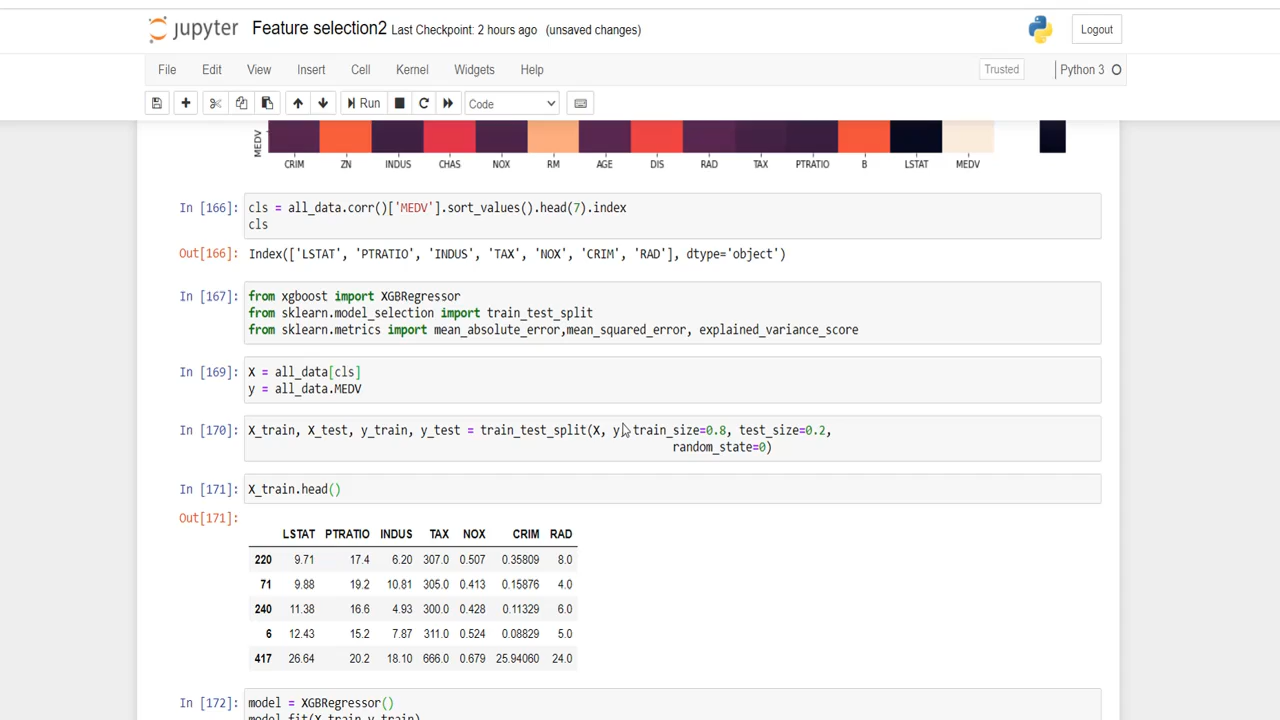 jupyter Feature selection2 Last Checkpoint: 2 hours ago (unsaved changes) Logout
File Edit View Insert Cell Kernel Widgets Help Trusted Python 3
Run Code
MEDV
CRIM ZN INDUS CHAS NOX RM AGE DIS RAD TAX PTRATIO B LSTAT MEDV
In [166]: cls = all_data.corr()['MEDV'].sort_values().head(7).index
cls
Out[166]: Index(['LSTAT', 'PTRATIO', 'INDUS', 'TAX', 'NOX', 'CRIM', 'RAD'], dtype='object')
In [167]: from xgboost import XGBRegressor
from sklearn.model_selection import train_test_split
from sklearn.metrics import mean_absolute_error,mean_squared_error, explained_variance_score
In [169]: X = all_data[cls]
y = all_data.MEDV
In [170]: X_train, X_test, y_train, y_test = train_test_split(X, y,train_size=0.8, test_size=0.2,
random_state=0)
In [171]: X_train.head()
Out[171]:
LSTAT PTRATIO INDUS TAX NOX CRIM RAD
220 9.71 17.4 6.20 307.0 0.507 0.35809 8.0
71 9.88 19.2 10.81 305.0 0.413 0.15876 4.0
240 11.38 16.6 4.93 300.0 0.428 0.11329 6.0
6 12.43 15.2 7.87 311.0 0.524 0.08829 5.0
417 26.64 20.2 18.10 666.0 0.679 25.94060 24.0
In [172]: model = XGBRegressor()
model.fit(X_train,y_train)